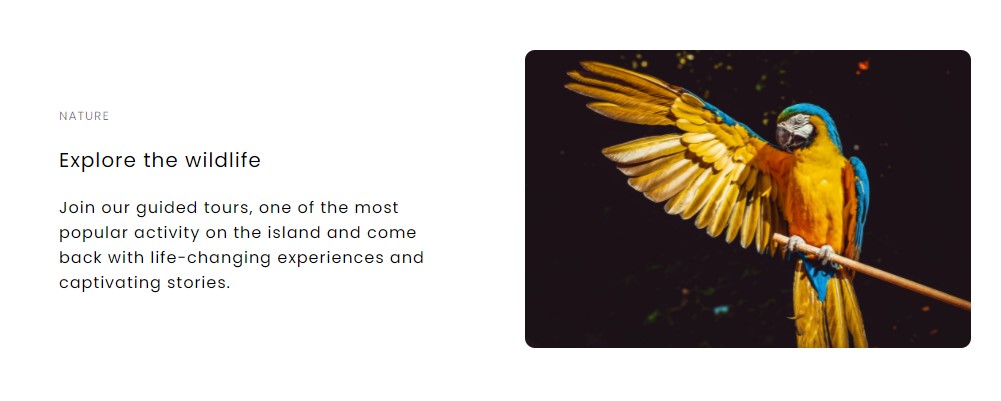 NATURE
Explore the wildlife
Join our guided tours, one of the most
popular activity on the island and come
back with life-changing experiences and
captivating stories.